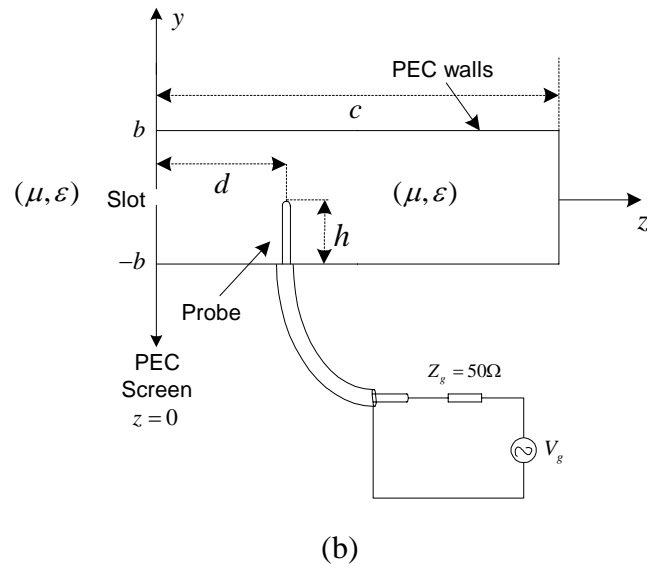 y
PEC walls
c
b
d
(μ, ε)
Slot
(μ, ε)
z
h
−b
Probe
PEC
Screen
z = 0
Z_g = 50Ω
V_g
(b)